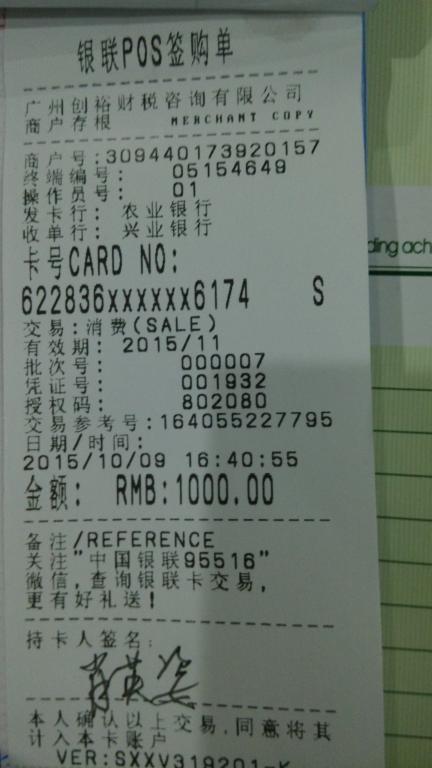 银联POS签购单
广州创裕财税咨询有限公司
商户存根 MERCHANT COPY
商户号:309440173920157
终端编号: 05154649
操作员号: 01
发卡行: 农业银行
收单行: 兴业银行
卡号CARD NO:
622836xxxxxx6174 S
交易:消费(SALE)
有效期: 2015/11
批次号: 000007
凭证号: 001932
授权码: 802080
交易参考号:164055227795
日期/时间:
2015/10/09 16:40:55
金额: RMB:1000.00
备注/REFERENCE
关注"中国银联95516"
微信,查询银联卡交易,
更有好礼送!
持卡人签名:
本人确认以上交易,同意将其
计入本卡账户
VER:SXXV318201-K
ding ach